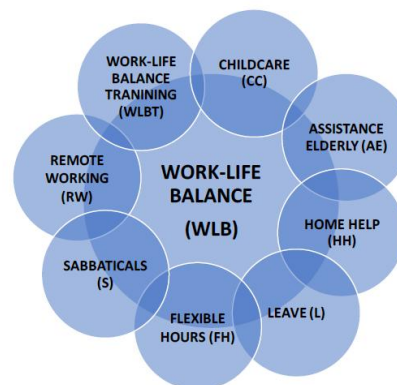 WORK-LIFE
BALANCE
TRANINING
(WLBT)
CHILDCARE
(CC)
ASSISTANCE
ELDERLY (AE)
HOME HELP
(HH)
LEAVE (L)
FLEXIBLE
HOURS (FH)
SABBATICALS
(S)
REMOTE
WORKING
(RW)
WORK-LIFE
BALANCE
(WLB)